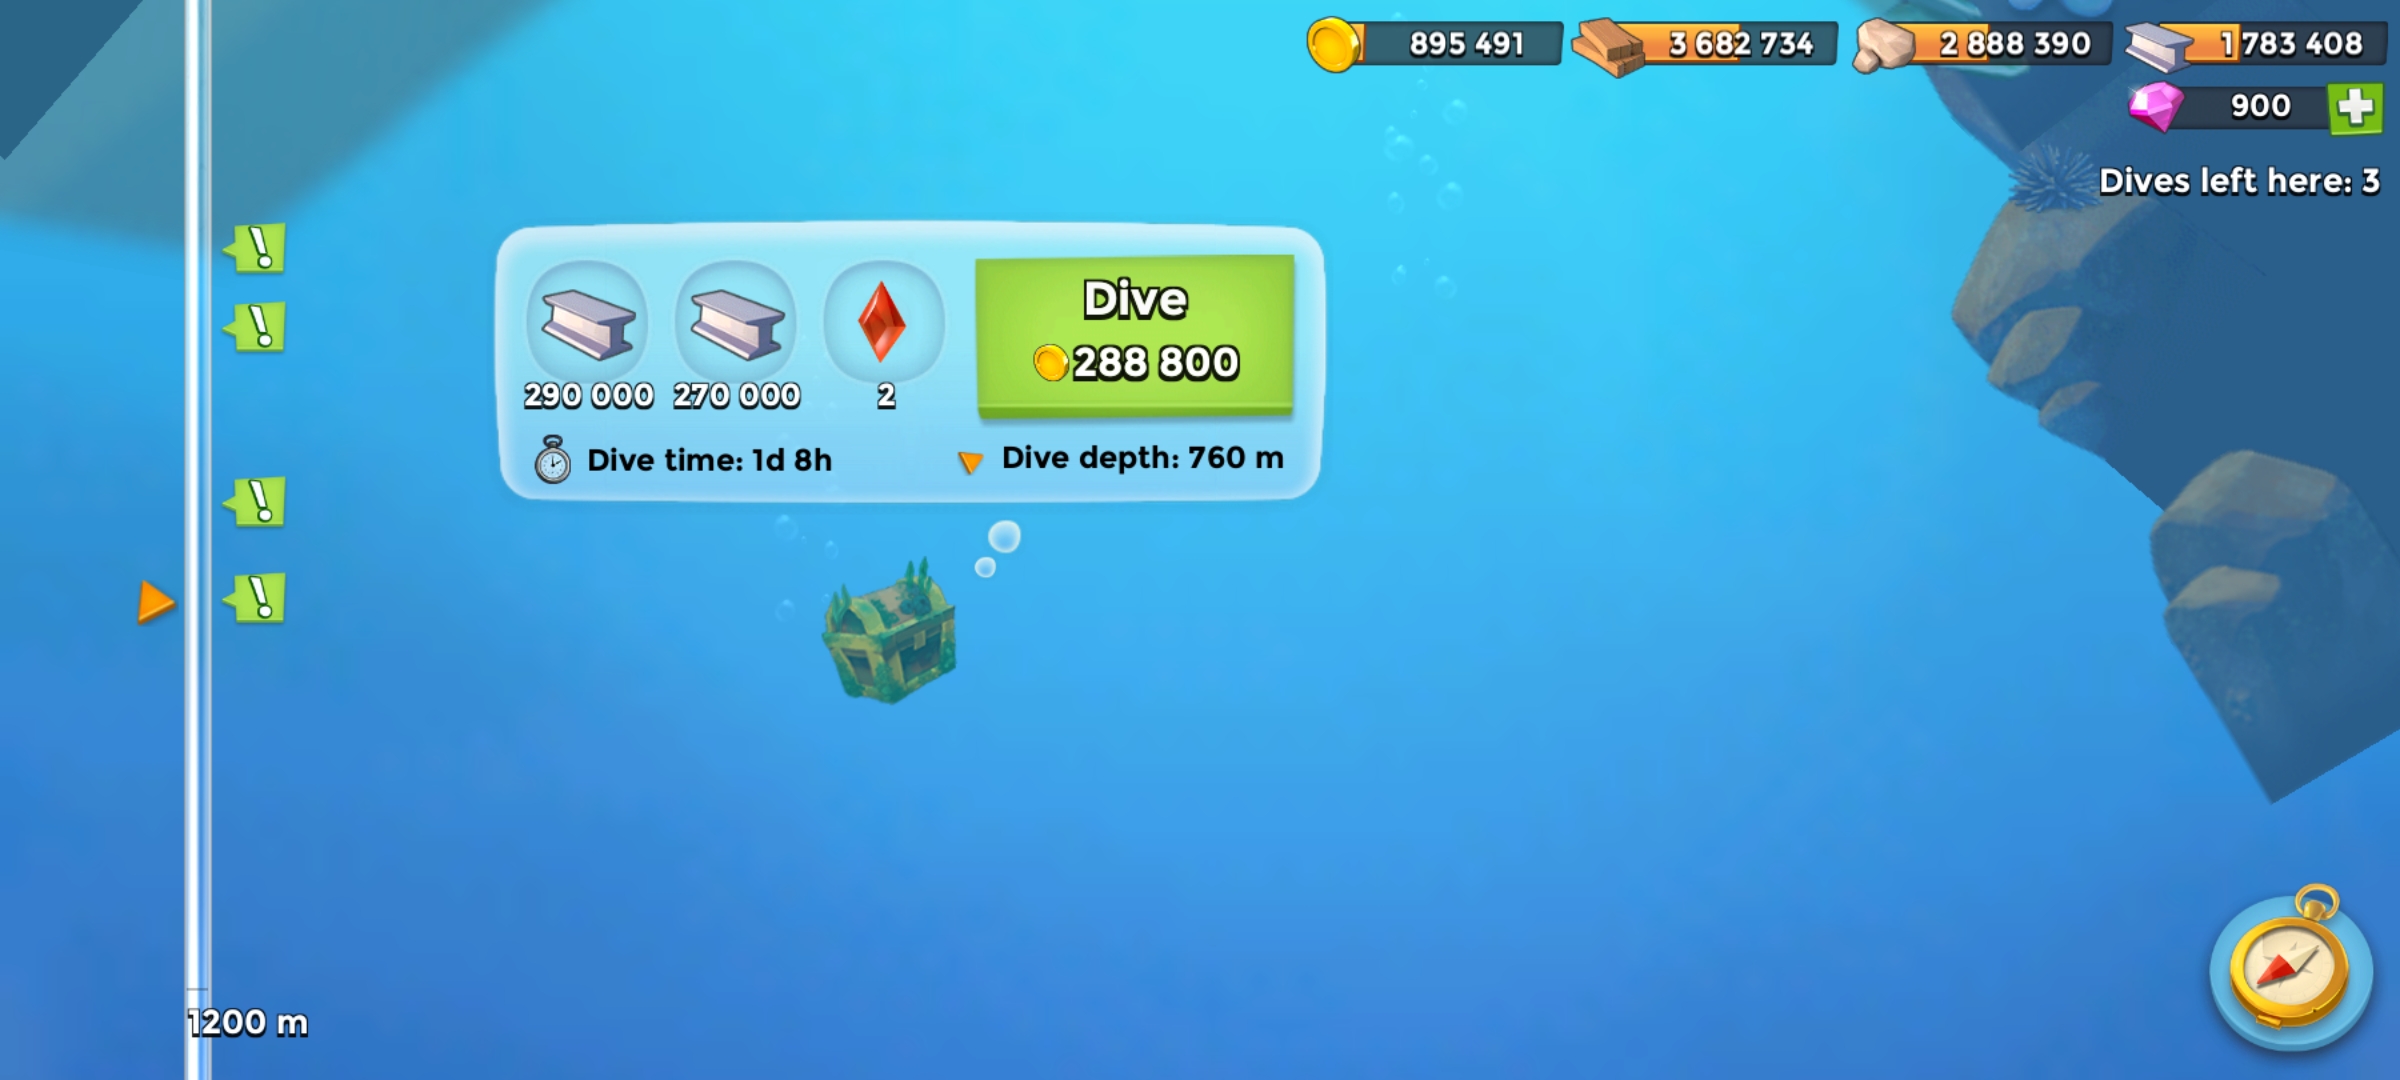 895 491
3 682 734
2 888 390
1 783 408
900
Dives left here: 3
Dive
288 800
290 000
270 000
2
Dive time: 1d 8h
Dive depth: 760 m
1200 m